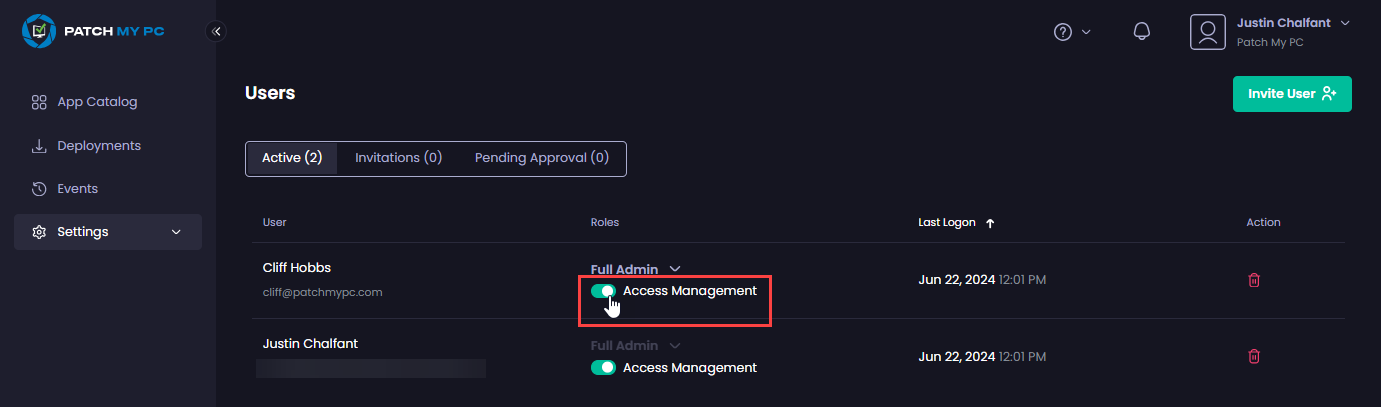 PATCH MY PC
Justin Chalfant
Patch My PC
App Catalog
Deployments
Events
Settings
Users
Invite User
Active (2)
Invitations (0)
Pending Approval (0)
User
Roles
Last Logon
Action
Cliff Hobbs
cliff@patchmypc.com
Full Admin
Access Management
Jun 22, 2024 12:01 PM
Justin Chalfant
Full Admin
Access Management
Jun 22, 2024 12:01 PM